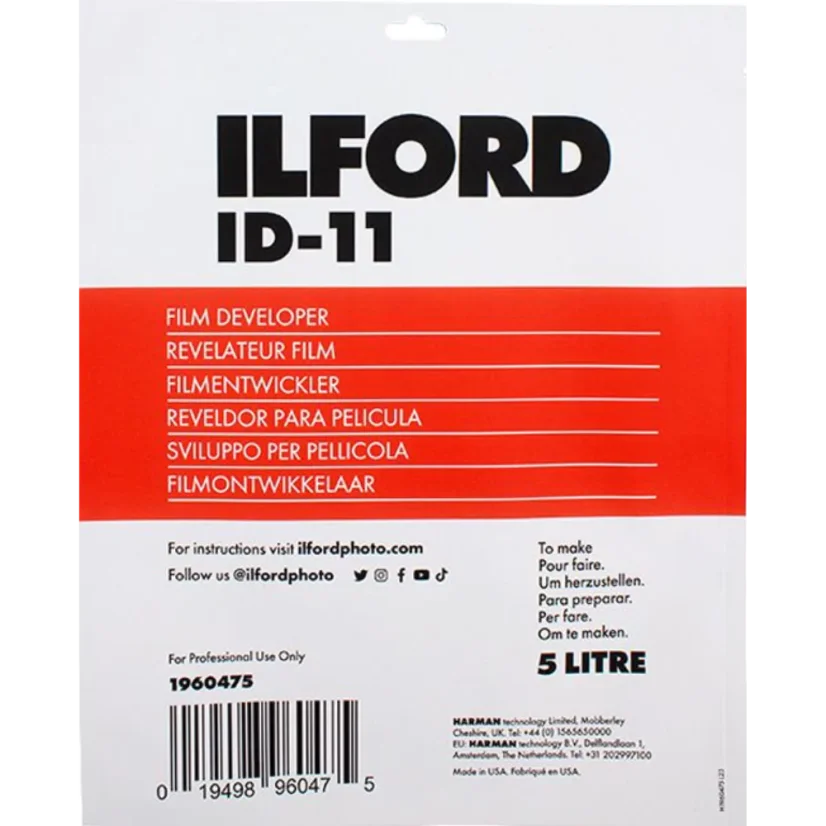 ILFORD
ID-11
FILM DEVELOPER
REVELATEUR FILM
FILMENTWICKLER
REVELDOR PARA PELICULA
SVILUPPO PER PELLICOLA
FILMONTWIKKELAAR
For instructions visit ilfordphoto.com
Follow us @ilfordphoto
To make
Pour faire.
Um herzustellen.
Para preparar.
Per fare.
Om te maken.
5 LITRE
For Professional Use Only
1960475
0 19498 96047 5
HARMAN technology Limited, Mobberley
Cheshire, UK. Tel: +44 (0) 1565650000
EU: HARMAN technology B.V., Delflandlaan 1,
Amsterdam, The Netherlands. Tel: +31 202997100
Made in USA. Fabriqué en USA.